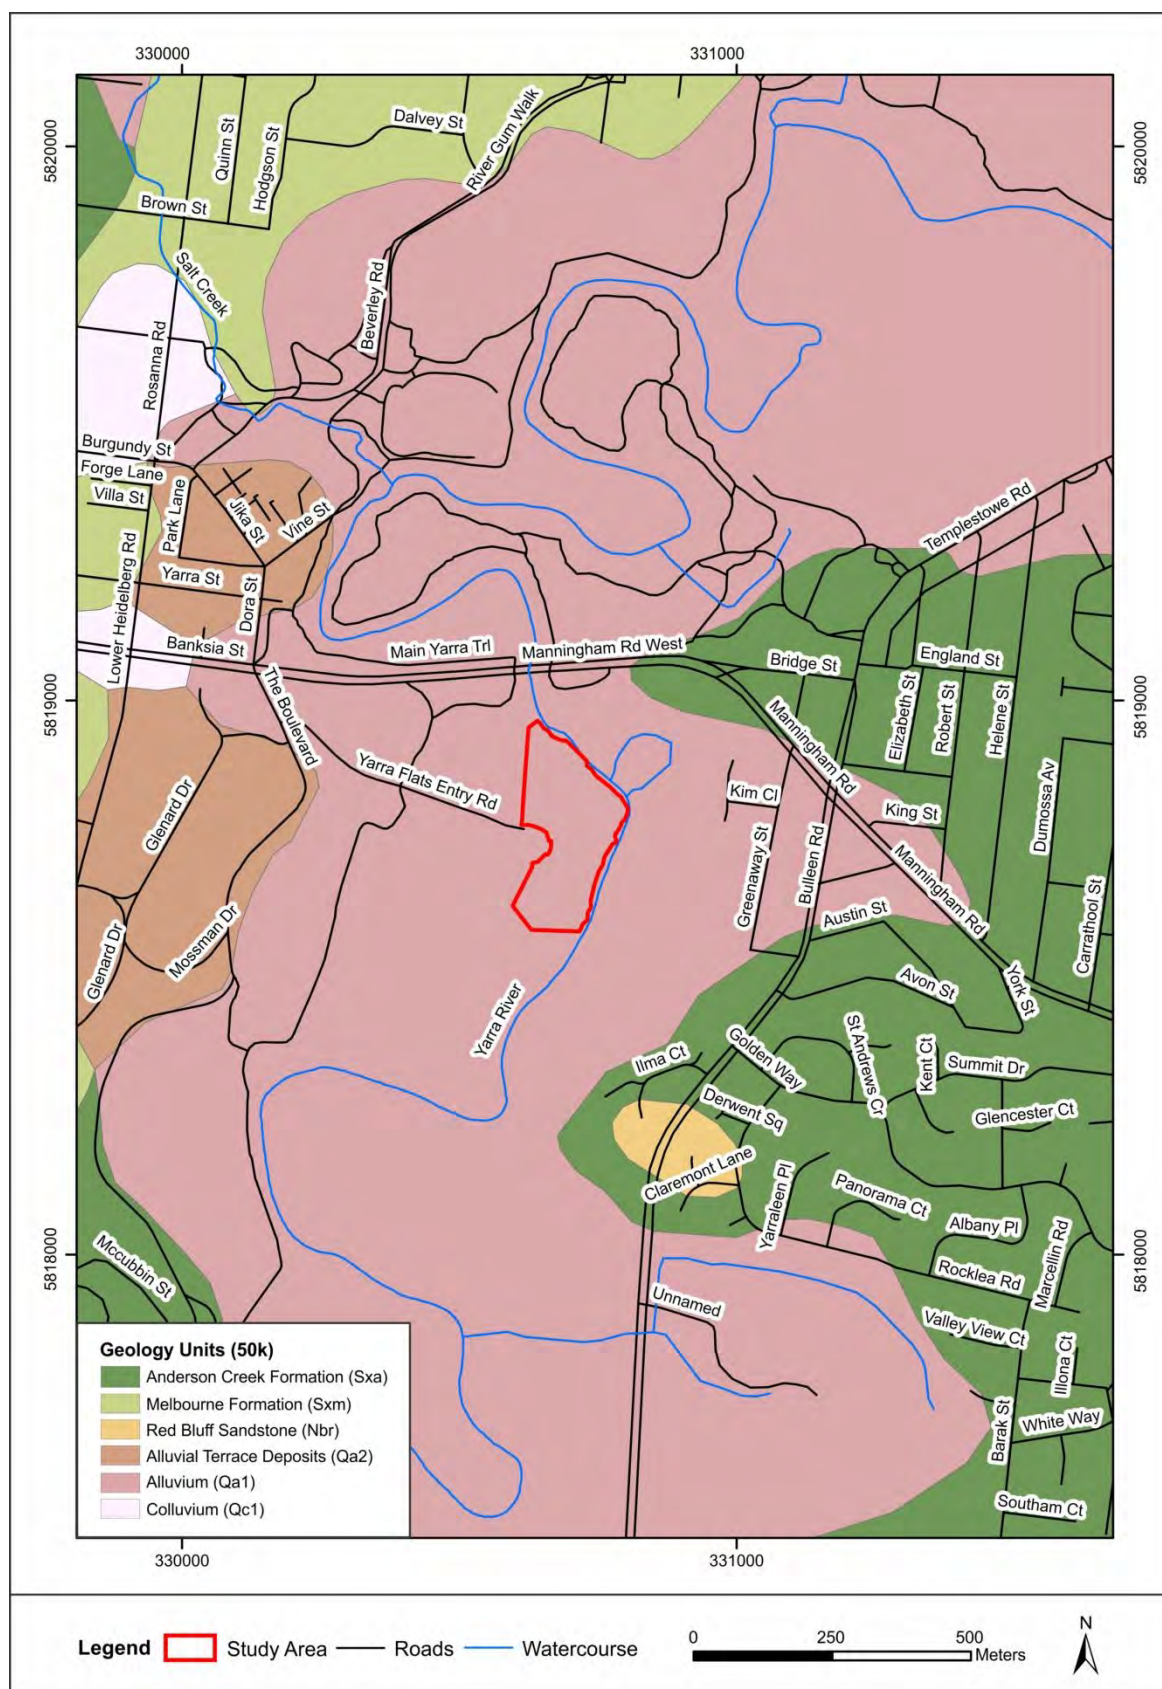 330000
331000
5820000
5820000
Dalvey St
River Gum Walk
Quinn St
Hodgson St
Brown St
Salt Creek
Beverley Rd
Rosanna Rd
Burgundy St
Forge Lane
Villa St
Park Lane
Jika St
Vine St
Templestowe Rd
Yarra St
Dora St
Lower Heidelberg Rd
Banksia St
Main Yarra Trl
Manningham Rd West
Bridge St
England St
Elizabeth St
Robert St
Helene St
5819000
5819000
The Boulevard
Manningham Rd
Yarra Flats Entry Rd
Kim Cl
King St
Dumossa Av
Glenard Dr
Greenaway St
Bulleen Rd
Manningham Rd
Carrathool St
Austin St
Glenard Dr
Mossman Dr
Avon St
York St
Yarra River
Ilma Ct
Golden Way
St Andrews Cr
Kent Ct
Summit Dr
Derwent Sq
Glencester Ct
Claremont Lane
Yarraleen Pl
Panorama Ct
Albany Pl
Marcellin Rd
5818000
5818000
Mccubbin St
Rocklea Rd
Unnamed
Valley View Ct
Illona Ct
Barak St
White Way
Southam Ct
Geology Units (50k)
Anderson Creek Formation (Sxa)
Melbourne Formation (Sxm)
Red Bluff Sandstone (Nbr)
Alluvial Terrace Deposits (Qa2)
Alluvium (Qa1)
Colluvium (Qc1)
330000
331000
Legend
Study Area
Roads
Watercourse
0
250
500
Meters
N